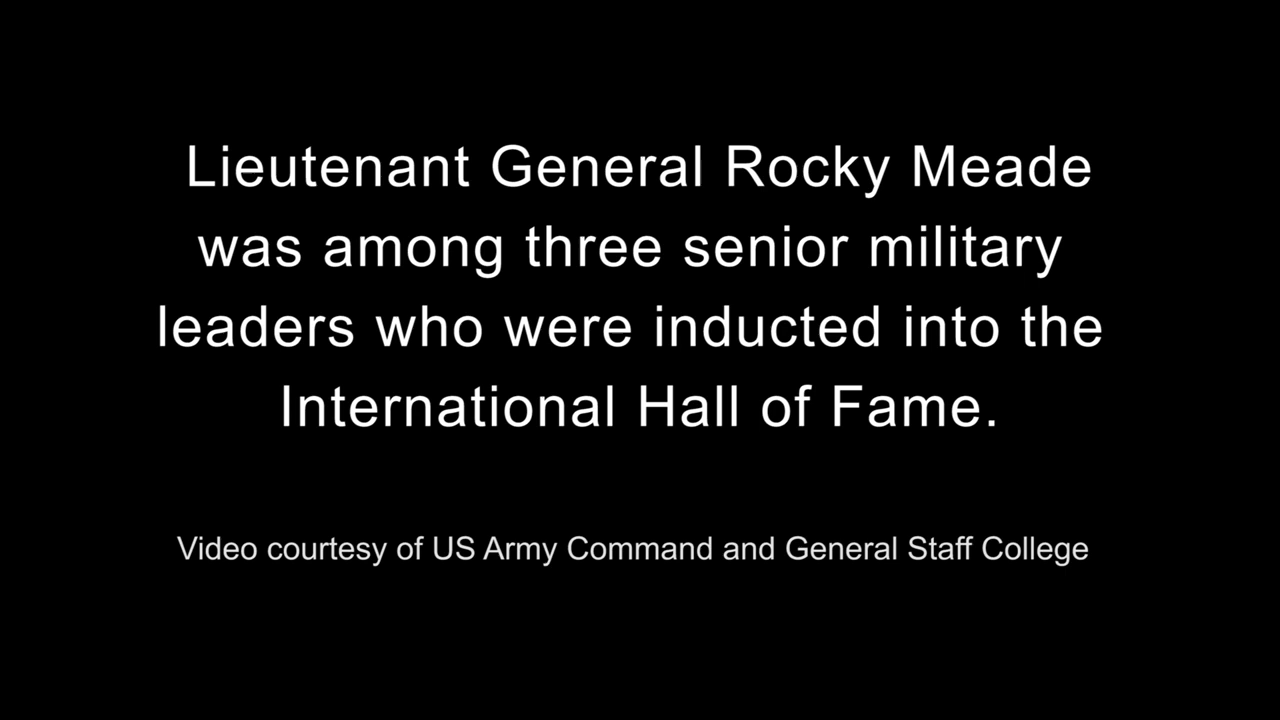 Lieutenant General Rocky Meade
was among three senior military
leaders who were inducted into the
International Hall of Fame.
Video courtesy of US Army Command and General Staff College